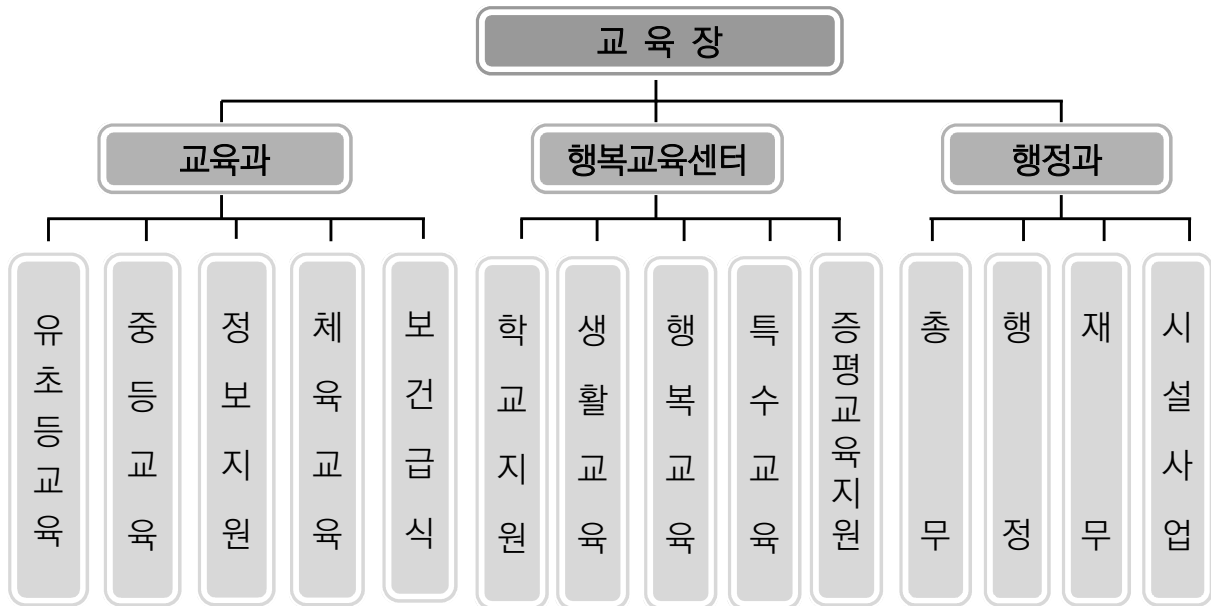 교 육 장
교육과
행복교육센터
행정과
유초등교육
중등교육
정보지원
체육교육
보건급식
학교지원
생활교육
행복교육
특수교육
증평교육지원
총무
행정
재무
시설사업